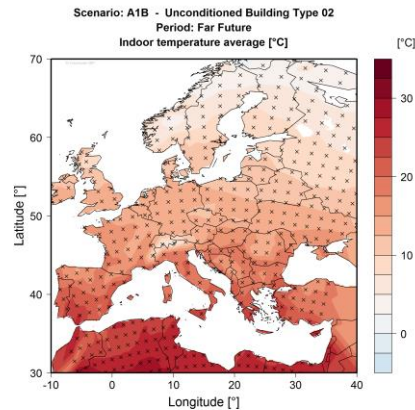 Scenario: A1B - Unconditioned Building Type 02
Period: Far Future
Indoor temperature average [°C]
[°C]
70
60
50
40
30
Latitude [°]
-10
0
10
20
30
40
Longitude [°]
30
20
10
0